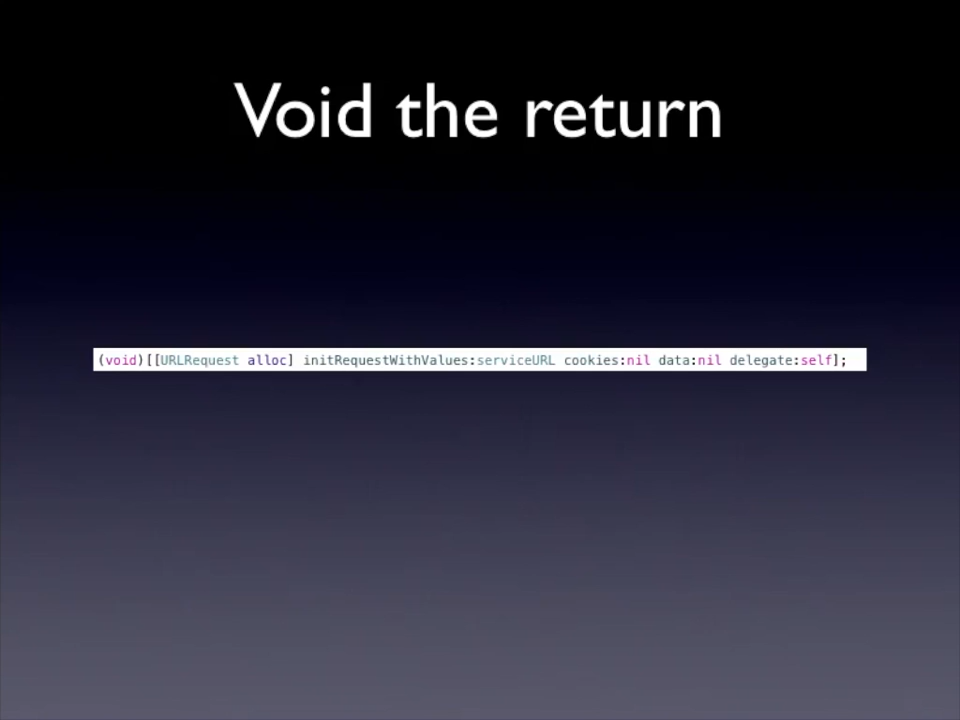 Void the return
(void)[[URLRequest alloc] initRequestWithValues:serviceURL cookies:nil data:nil delegate:self];